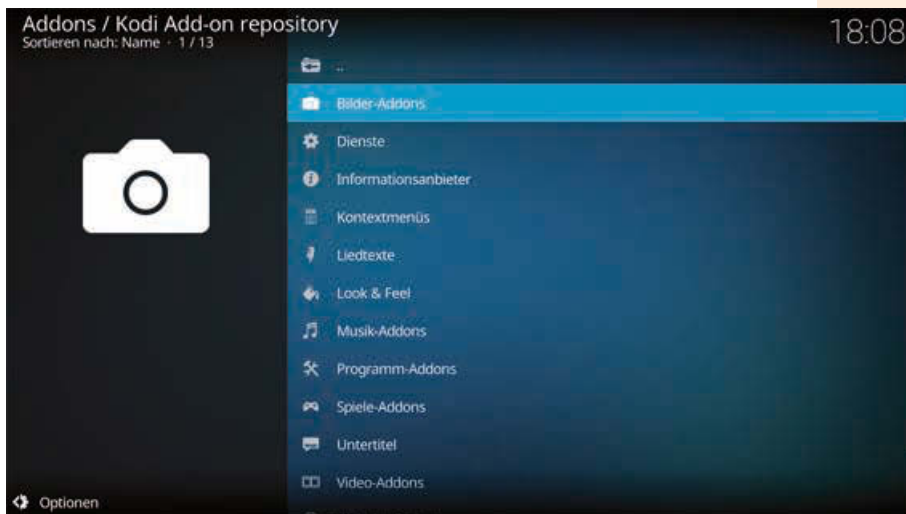 Addons / Kodi Add-on repository
Sortieren nach: Name · 1 / 13
18:08
..
Bilder-Addons
Dienste
Informationsanbieter
Kontextmenüs
Liedtexte
Look & Feel
Musik-Addons
Programm-Addons
Spiele-Addons
Untertitel
Video-Addons
Optionen